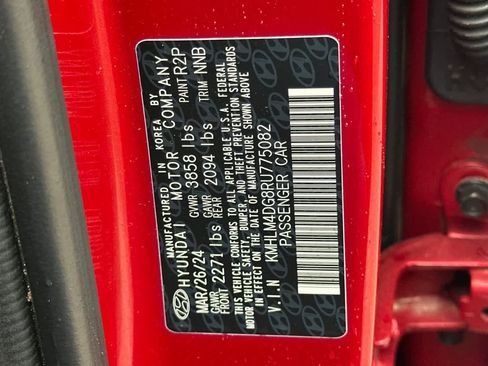 MANUFACTURED BY IN KOREA
HYUNDAI MOTOR COMPANY
MAR/26/24 GVWR 3858 lbs PAINT R2P
GAWR FRONT 2271 lbs GAWR REAR 2094 lbs TRIM NNB
THIS VEHICLE CONFORMS TO ALL APPLICABLE U.S.A. FEDERAL
MOTOR VEHICLE SAFETY, BUMPER, AND THEFT PREVENTION STANDARDS
IN EFFECT ON THE DATE OF MANUFACTURE SHOWN ABOVE
V.I.N KMHLM4DG8RU775082
PASSENGER CAR